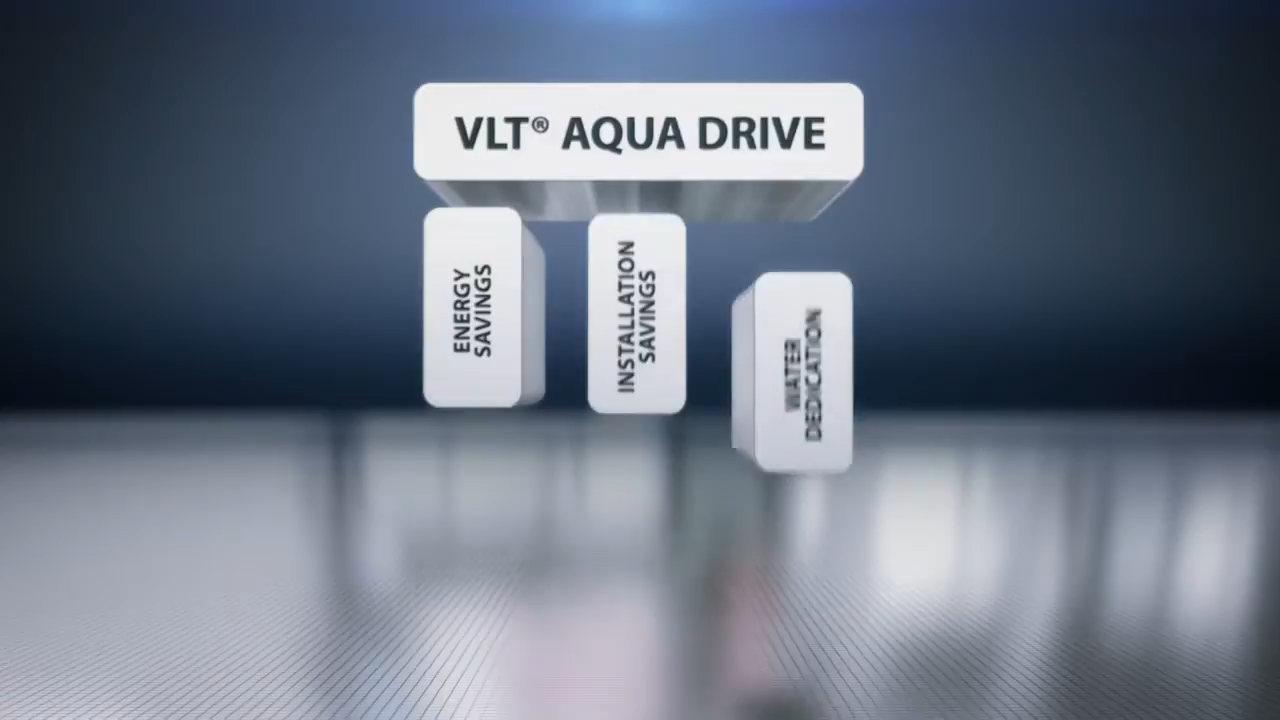 VLT® AQUA DRIVE
ENERGY
SAVINGS
INSTALLATION
SAVINGS
WATER
DEDICATION